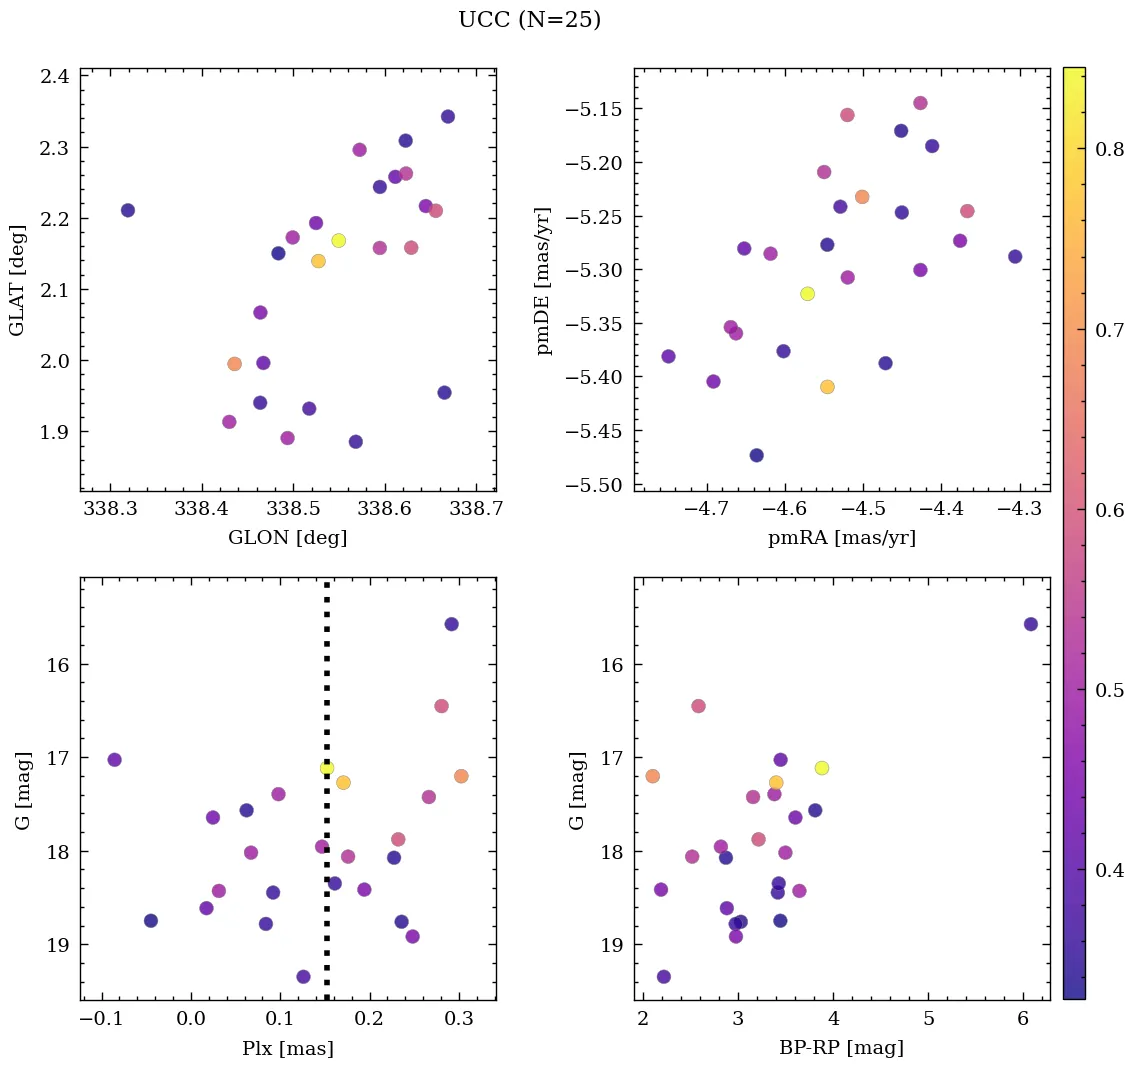 UCC (N=25)
2.4
2.3
2.2
2.1
2.0
1.9
GLAT [deg]
338.3 338.4 338.5 338.6 338.7
GLON [deg]
−5.15
−5.20
−5.25
−5.30
−5.35
−5.40
−5.45
−5.50
pmDE [mas/yr]
−4.7 −4.6 −4.5 −4.4 −4.3
pmRA [mas/yr]
0.8
0.7
0.6
0.5
0.4
16
17
18
19
G [mag]
−0.1 0.0 0.1 0.2 0.3
Plx [mas]
16
17
18
19
G [mag]
2 3 4 5 6
BP-RP [mag]